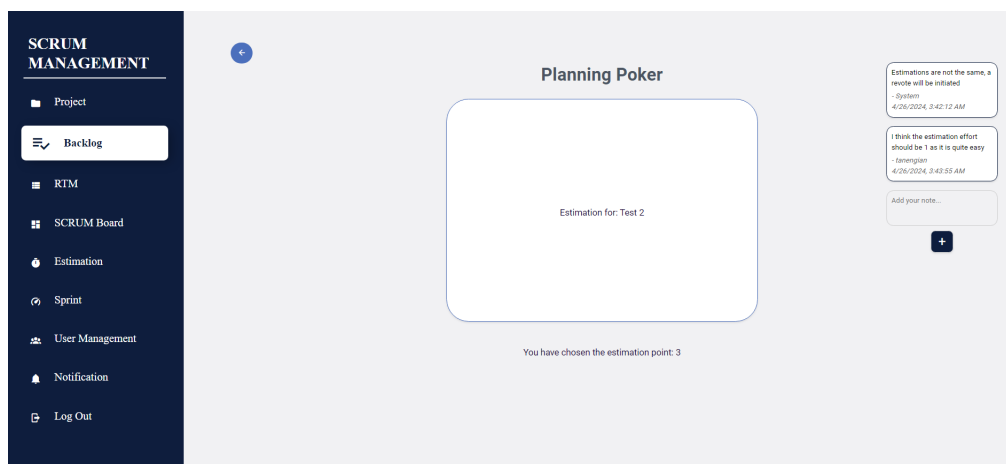 SCRUM
MANAGEMENT
Project
Backlog
RTM
SCRUM Board
Estimation
Sprint
User Management
Notification
Log Out
Planning Poker
Estimation for: Test 2
You have chosen the estimation point: 3
Estimations are not the same, a
revote will be initiated
- System
4/26/2024, 3:42:12 AM
I think the estimation effort
should be 1 as it is quite easy
- tanengian
4/26/2024, 3:43:55 AM
Add your note...
+